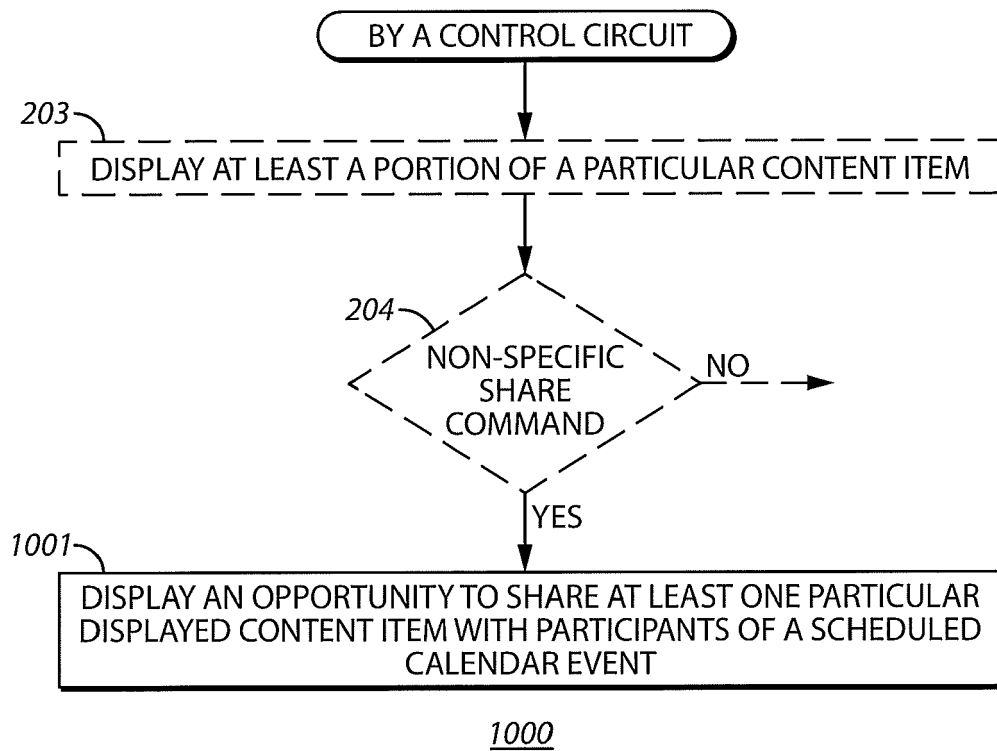 BY A CONTROL CIRCUIT
203
DISPLAY AT LEAST A PORTION OF A PARTICULAR CONTENT ITEM
204
NON-SPECIFIC
SHARE
COMMAND
NO
YES
1001
DISPLAY AN OPPORTUNITY TO SHARE AT LEAST ONE PARTICULAR
DISPLAYED CONTENT ITEM WITH PARTICIPANTS OF A SCHEDULED
CALENDAR EVENT
1000